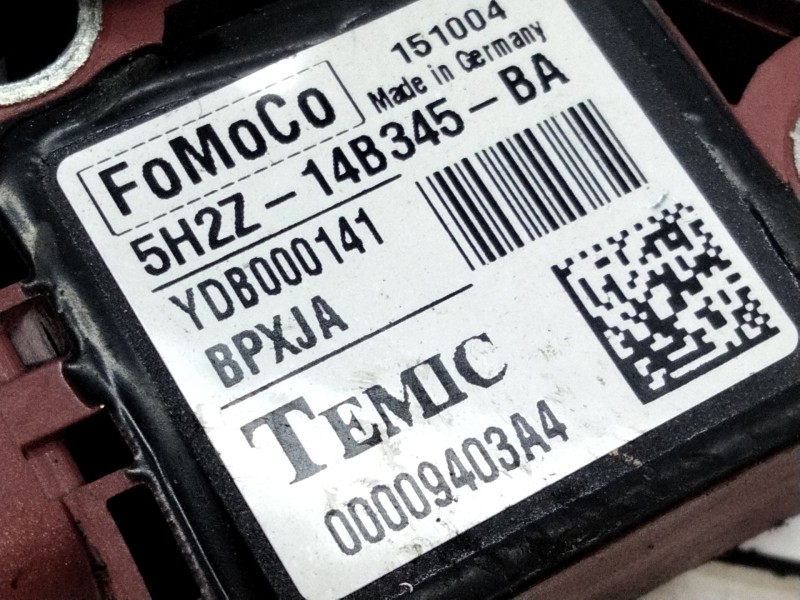 151004
Made in Germany
FoMoCo
5H2Z-14B345-BA
YDB000141
BPXJA
TEMIC
00009403A4